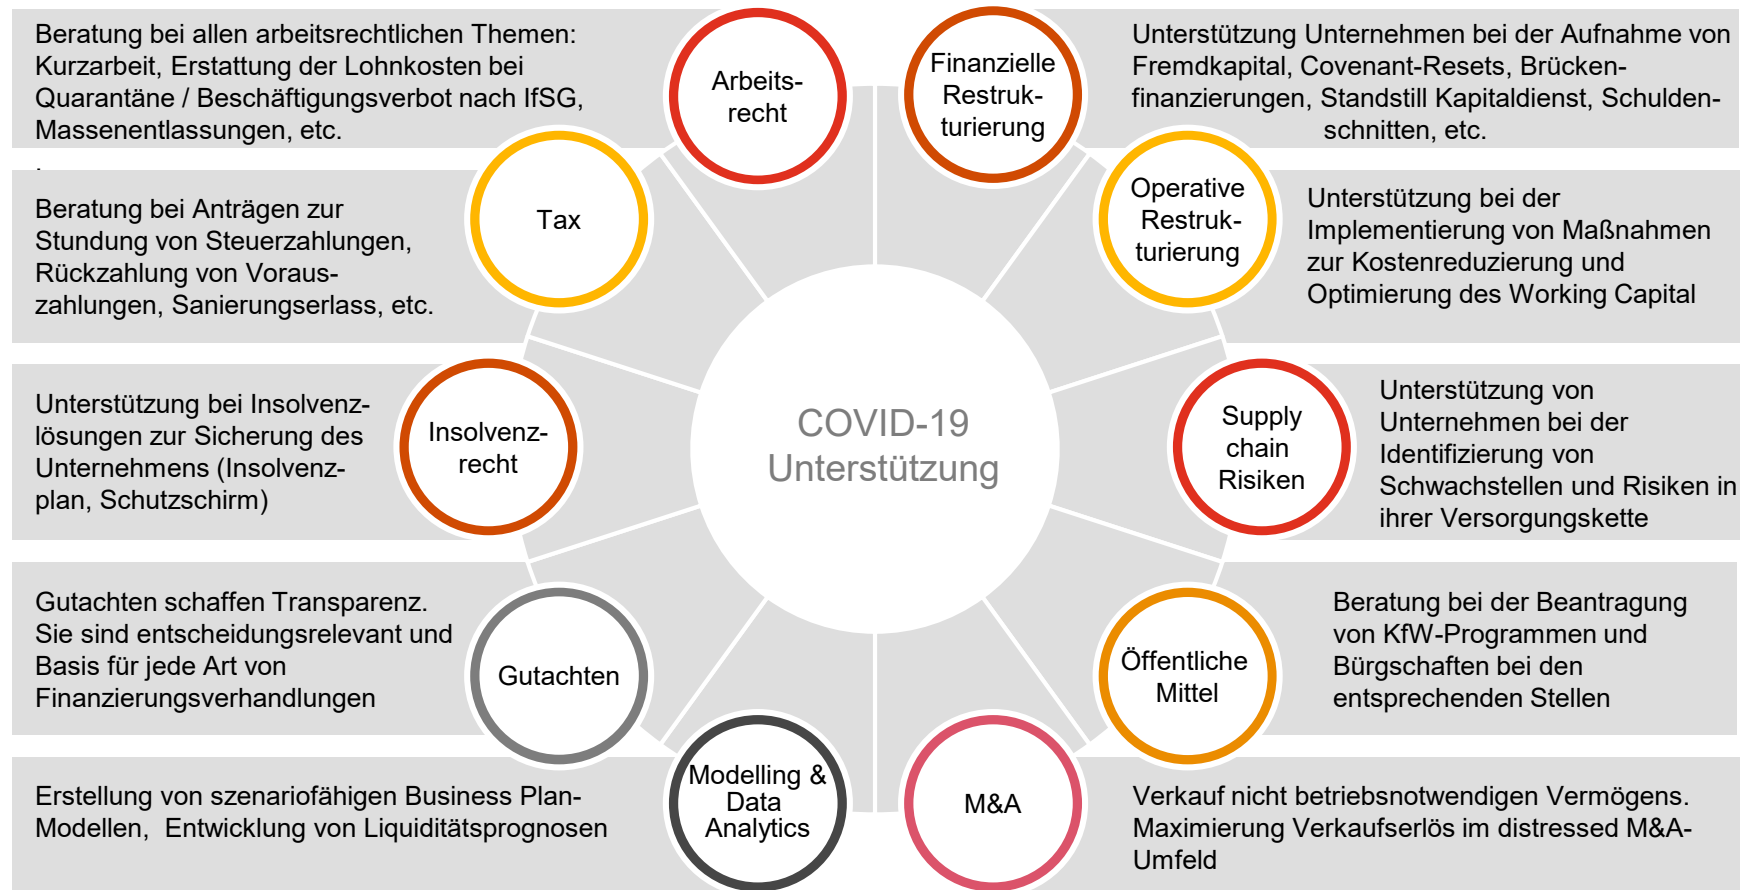 Beratung bei allen arbeitsrechtlichen Themen:
Kurzarbeit, Erstattung der Lohnkosten bei
Quarantäne / Beschäftigungsverbot nach IfSG,
Massenentlassungen, etc.
.
Arbeits-
recht
Finanzielle
Restruk-
turierung
Unterstützung Unternehmen bei der Aufnahme von
Fremdkapital, Covenant-Resets, Brücken-
finanzierungen, Standstill Kapitaldienst, Schulden-
schnitten, etc.
Beratung bei Anträgen zur
Stundung von Steuerzahlungen,
Rückzahlung von Voraus-
zahlungen, Sanierungserlass, etc.
Tax
Operative
Restruk-
turierung
Unterstützung bei der
Implementierung von Maßnahmen
zur Kostenreduzierung und
Optimierung des Working Capital
Unterstützung bei Insolvenz-
lösungen zur Sicherung des
Unternehmens (Insolvenz-
plan, Schutzschirm)
Insolvenz-
recht
COVID-19
Unterstützung
Supply
chain
Risiken
Unterstützung von
Unternehmen bei der
Identifizierung von
Schwachstellen und Risiken in
ihrer Versorgungskette
Gutachten schaffen Transparenz.
Sie sind entscheidungsrelevant und
Basis für jede Art von
Finanzierungsverhandlungen
Gutachten
Öffentliche
Mittel
Beratung bei der Beantragung
von KfW-Programmen und
Bürgschaften bei den
entsprechenden Stellen
Erstellung von szenariofähigen Business Plan-
Modellen, Entwicklung von Liquiditätsprognosen
Modelling &
Data
Analytics
M&A
Verkauf nicht betriebsnotwendigen Vermögens.
Maximierung Verkaufserlös im distressed M&A-
Umfeld